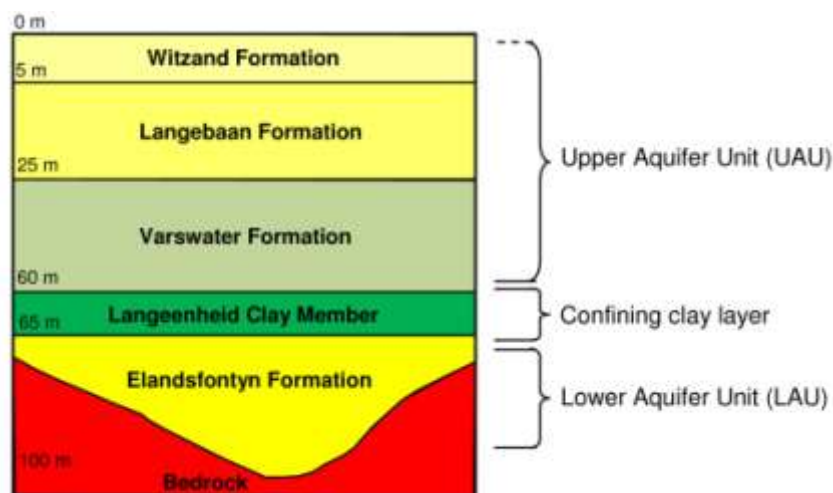 0 m
Witzand Formation
5 m
Langebaan Formation
25 m
Upper Aquifer Unit (UAU)
Varswater Formation
60 m
Langeenheid Clay Member
65 m
Confining clay layer
Elandsfontyn Formation
Lower Aquifer Unit (LAU)
100 m
Bedrock